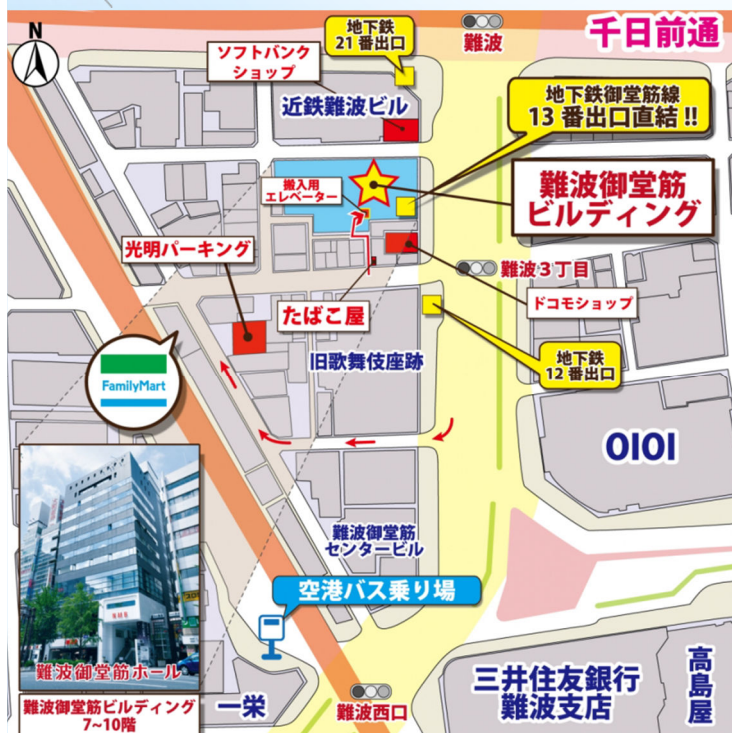 N
地下鉄
21番出口
難波
千日前通
ソフトバンク
ショップ
近鉄難波ビル
地下鉄御堂筋線
13番出口直結!!
搬入用
エレベーター
難波御堂筋
ビルディング
光明パーキング
難波3丁目
たばこ屋
ドコモショップ
旧歌舞伎座跡
地下鉄
12番出口
FamilyMart
OIOI
難波御堂筋
センタービル
空港バス乗り場
難波御堂筋ホール
難波御堂筋ビルディング
7~10階
一栄
難波西口
三井住友銀行
難波支店
高島屋